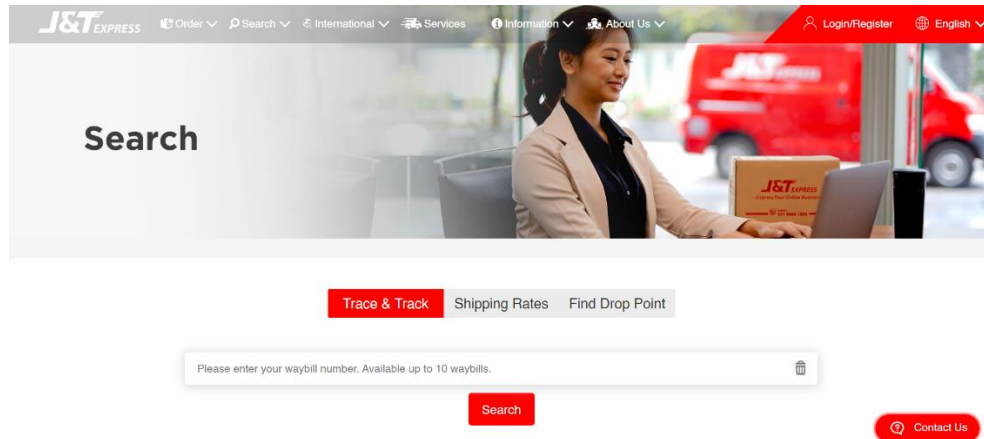 J&T EXPRESS Order Search International Services Information About Us Login/Register English
J&T Express
Search
J&T EXPRESS
Trace & Track Shipping Rates Find Drop Point
Please enter your waybill number. Available up to 10 waybills.
Search
Contact Us